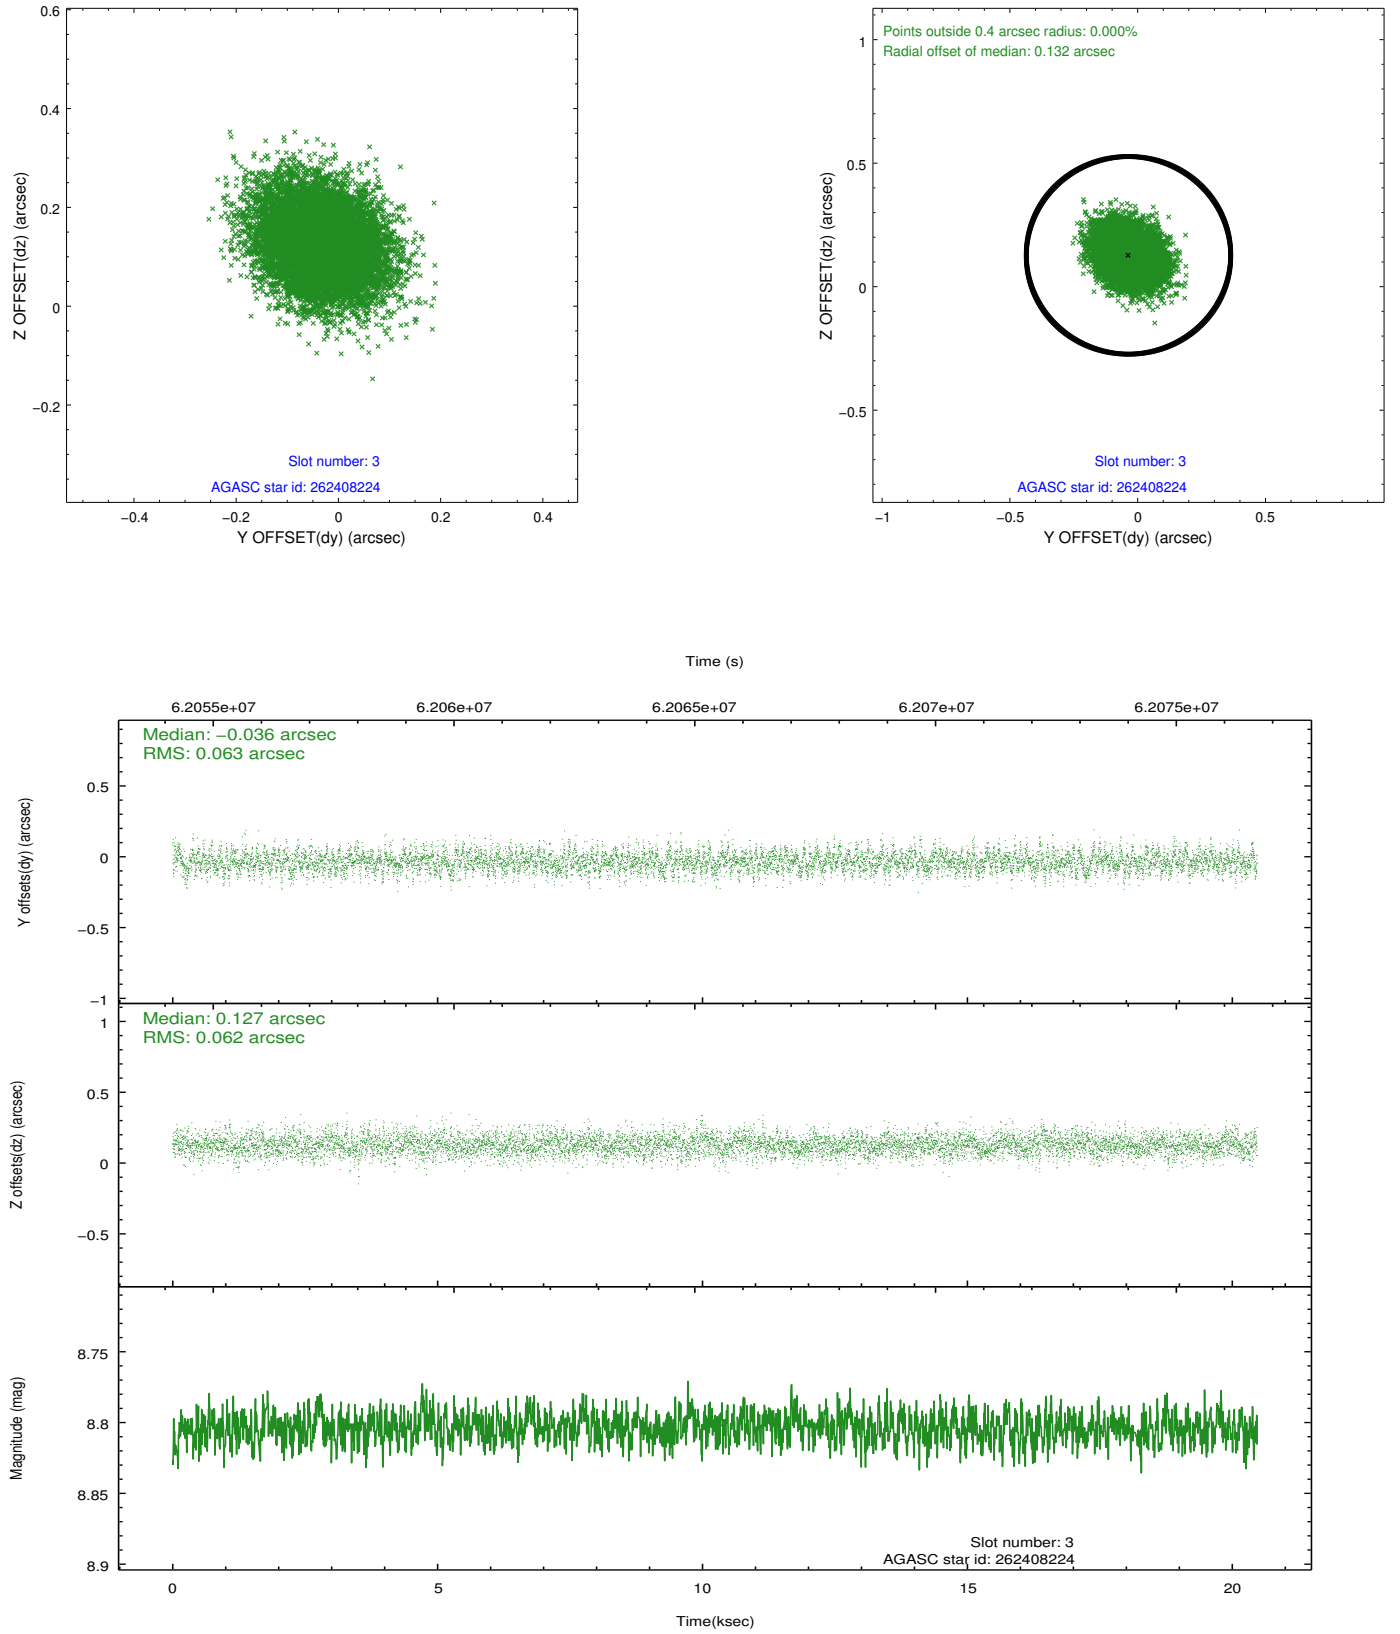 0.6
0.4
0.2
0
−0.2
Z OFFSET(dz) (arcsec)
Slot number: 3
AGASC star id: 262408224
−0.4 −0.2 0 0.2 0.4
Y OFFSET(dy) (arcsec)
Points outside 0.4 arcsec radius: 0.000%
Radial offset of median: 0.132 arcsec
1
0.5
0
−0.5
Z OFFSET(dz) (arcsec)
Slot number: 3
AGASC star id: 262408224
−1 −0.5 0 0.5
Y OFFSET(dy) (arcsec)
Time (s)
6.2055e+07 6.206e+07 6.2065e+07 6.207e+07 6.2075e+07
Median: −0.036 arcsec
RMS: 0.063 arcsec
0.5
0
−0.5
−1
Y offsets(dy) (arcsec)
Median: 0.127 arcsec
RMS: 0.062 arcsec
1
0.5
0
−0.5
Z offsets(dz) (arcsec)
8.75
8.8
8.85
8.9
Magnitude (mag)
Slot number: 3
AGASC star id: 262408224
0 5 10 15 20
Time(ksec)